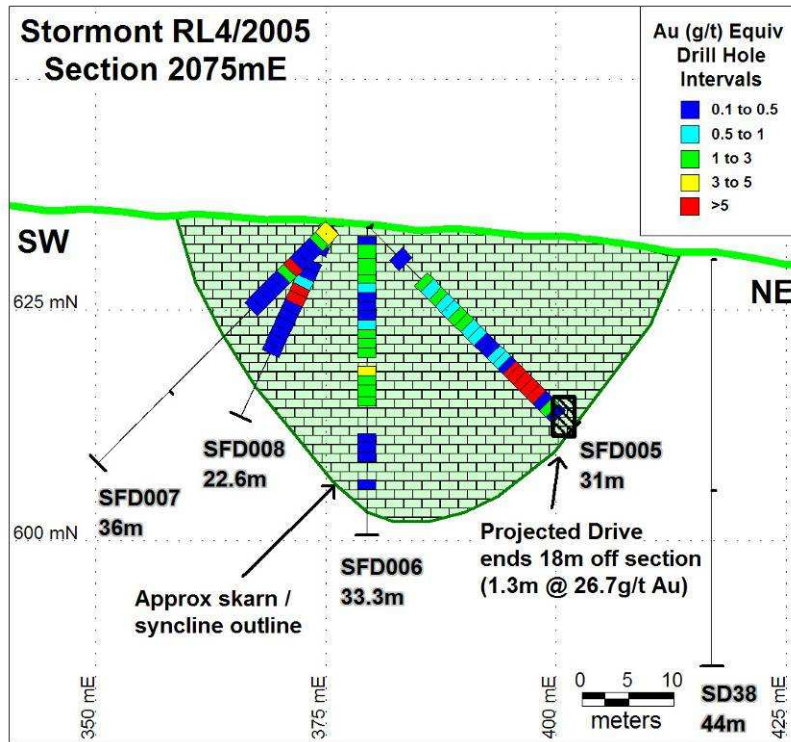 Stormont RL4/2005
Section 2075mE
Au (g/t) Equiv
Drill Hole
Intervals
0.1 to 0.5
0.5 to 1
1 to 3
3 to 5
>5
SW
NE
625 mN
SFD008
22.6m
SFD007
36m
SFD005
31m
600 mN
SFD006
33.3m
Projected Drive
ends 18m off section
(1.3m @ 26.7g/t Au)
Approx skarn /
syncline outline
350 mE
375 mE
400 mE
425 mE
0 5 10
meters
SD38
44m